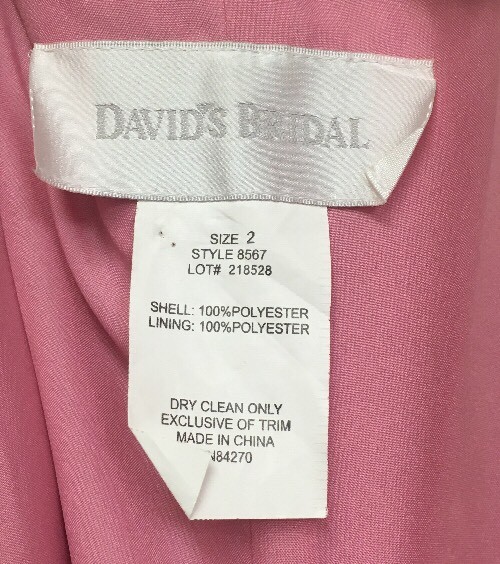 DAVID'S BRIDAL
SIZE 2
STYLE 8567
LOT# 218528
SHELL: 100%POLYESTER
LINING: 100%POLYESTER
DRY CLEAN ONLY
EXCLUSIVE OF TRIM
MADE IN CHINA
N84270